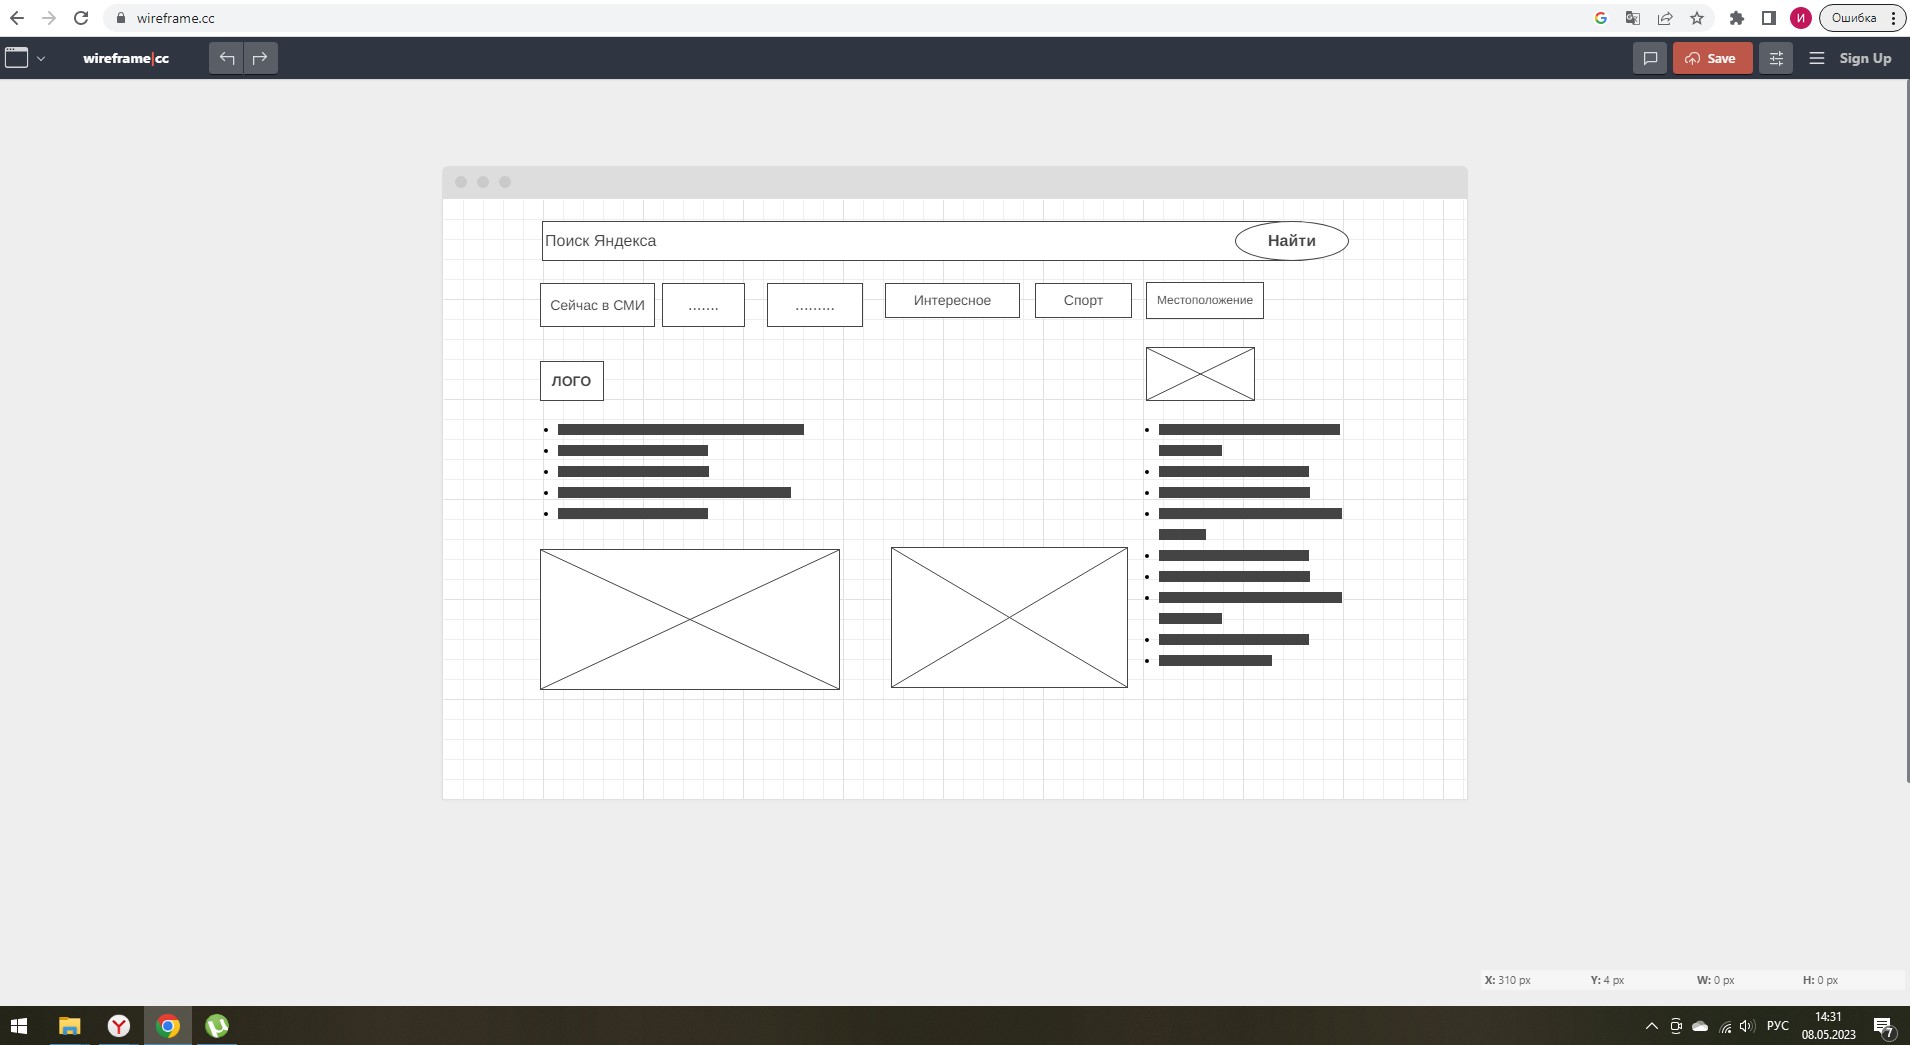 wireframe.cc
И
Ошибка
wireframe|cc
Save
Sign Up
Поиск Яндекса
Найти
Сейчас в СМИ
.......
.........
Интересное
Спорт
Местоположение
ЛОГО
X: 310 px
Y: 4 px
W: 0 px
H: 0 px
РУС
14:31
08.05.2023
7